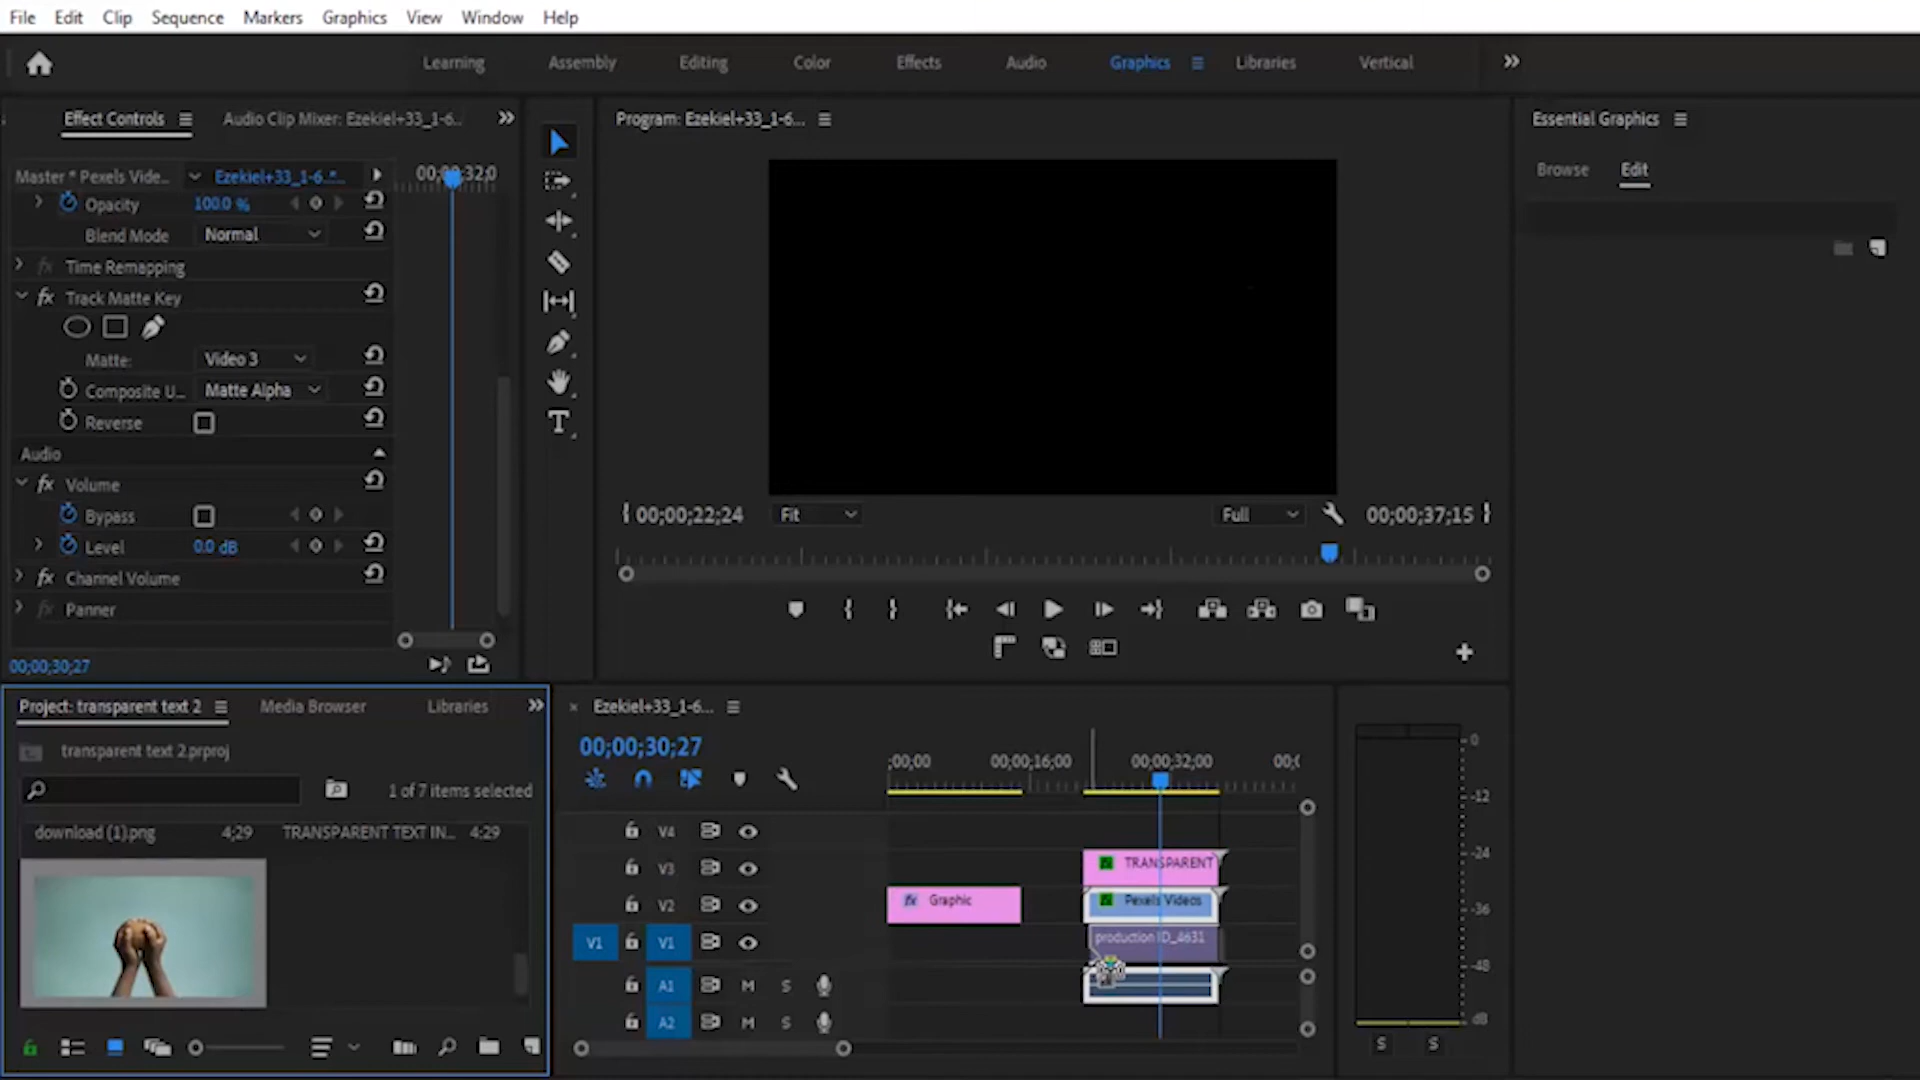 File Edit Clip Sequence Markers Graphics View Window Help
Learning Assembly Editing Color Effects Audio Graphics Libraries Vertical
Effect Controls Audio Clip Mixer: Ezekiel+33_1-6...
Master * Pexels Vide... Ezekiel+33_1-6..*...
Opacity 100.0 %
Blend Mode Normal
Time Remapping
fx Track Matte Key
Matte: Video 3
Composite U... Matte Alpha
Reverse
Audio
fx Volume
Bypass
Level 0.0 dB
fx Channel Volume
fx Panner
00;00;30;27
Program: Ezekiel+33_1-6...
00;00;22;24 Fit Full 00;00;37;15
Essential Graphics
Browse Edit
Project: transparent text 2 Media Browser Libraries
transparent text 2.prproj
1 of 7 items selected
download (1).png 4;29 TRANSPARENT TEXT IN... 4;29
Ezekiel+33_1-6...
00;00;30;27
;00;00 00;00;16;00 00;00;32;00
V4
V3 TRANSPARENT
V2 fx Graphic Pexels Videos
V1 V1 production ID_4631
A1 M S
A2 M S
0
-12
-24
-36
-48
dB
S S